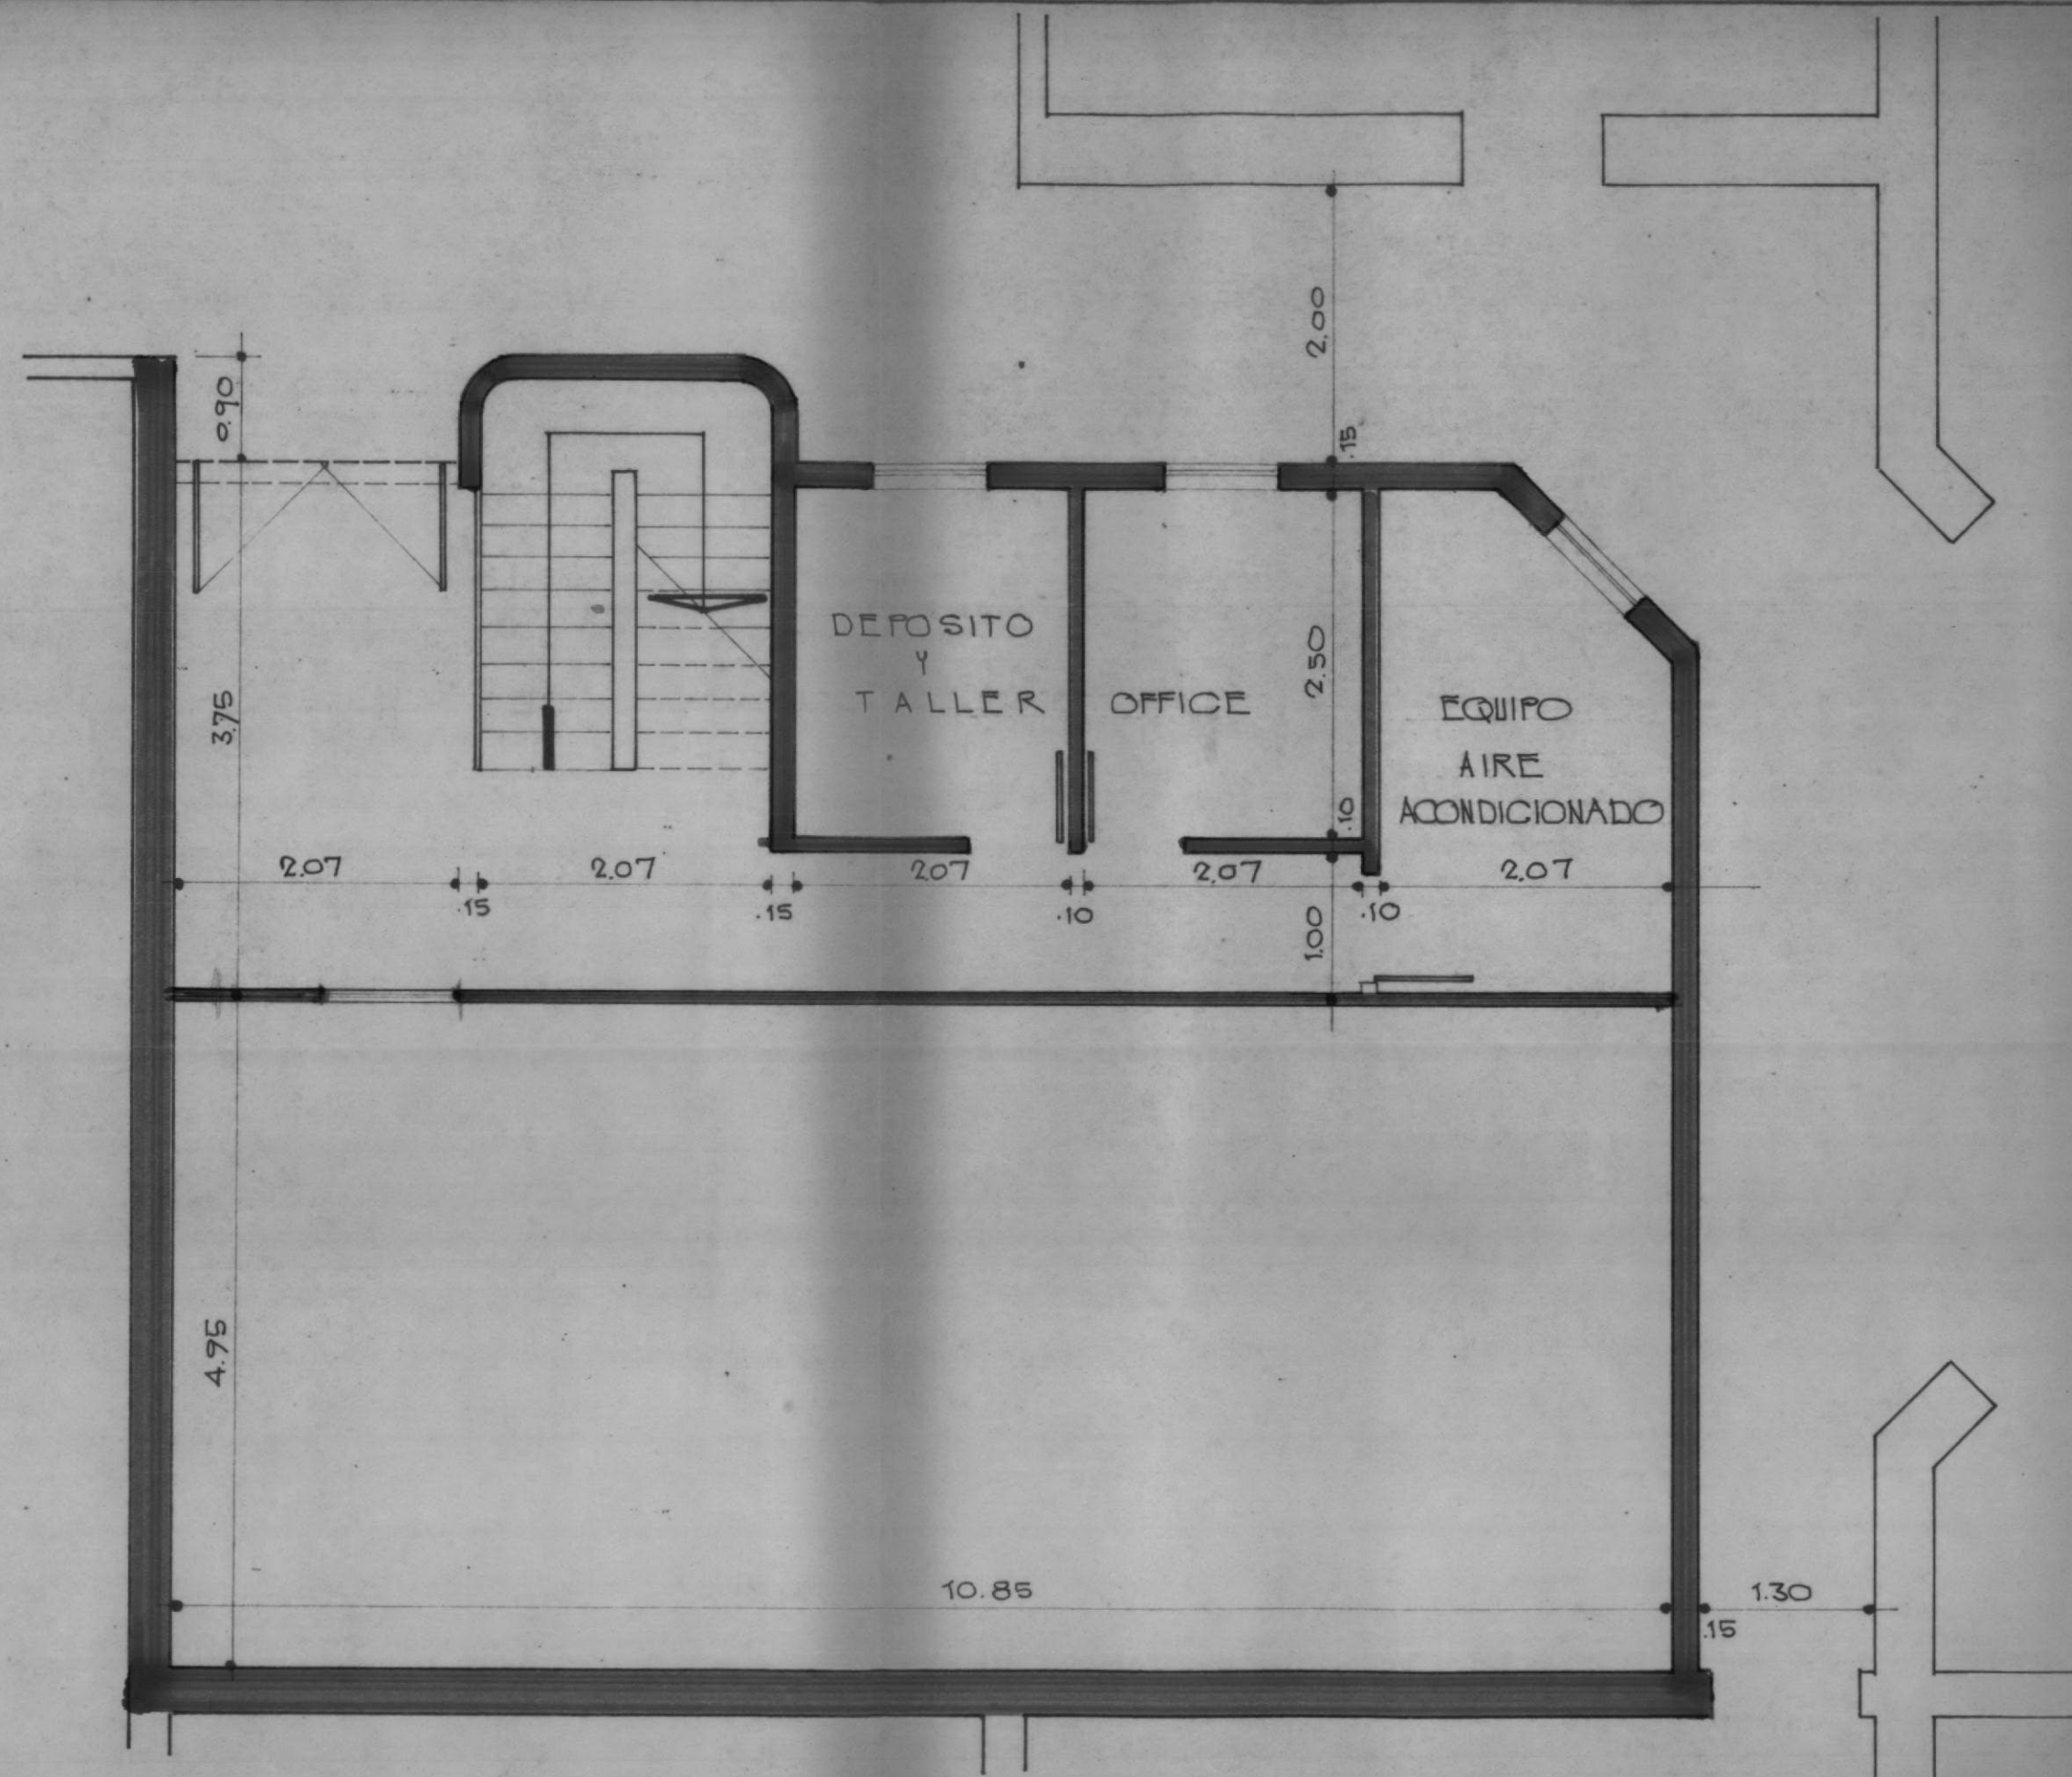 2.00
0.90
.15
DEPOSITO
Y
TALLER
2.50
OFFICE
EQUIPO
AIRE
ACONDICIONADO
3.75
.10
2.07
2.07
2.07
2.07
2.07
.15
.15
.10
.10
1.00
4.95
10.85
1.30
.15